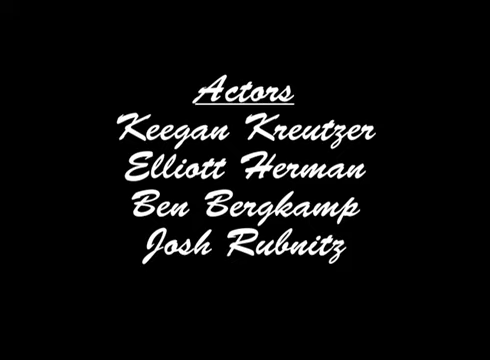 Actors
Keegan Kreutzer
Elliott Herman
Ben Bergkamp
Josh Rubnitz